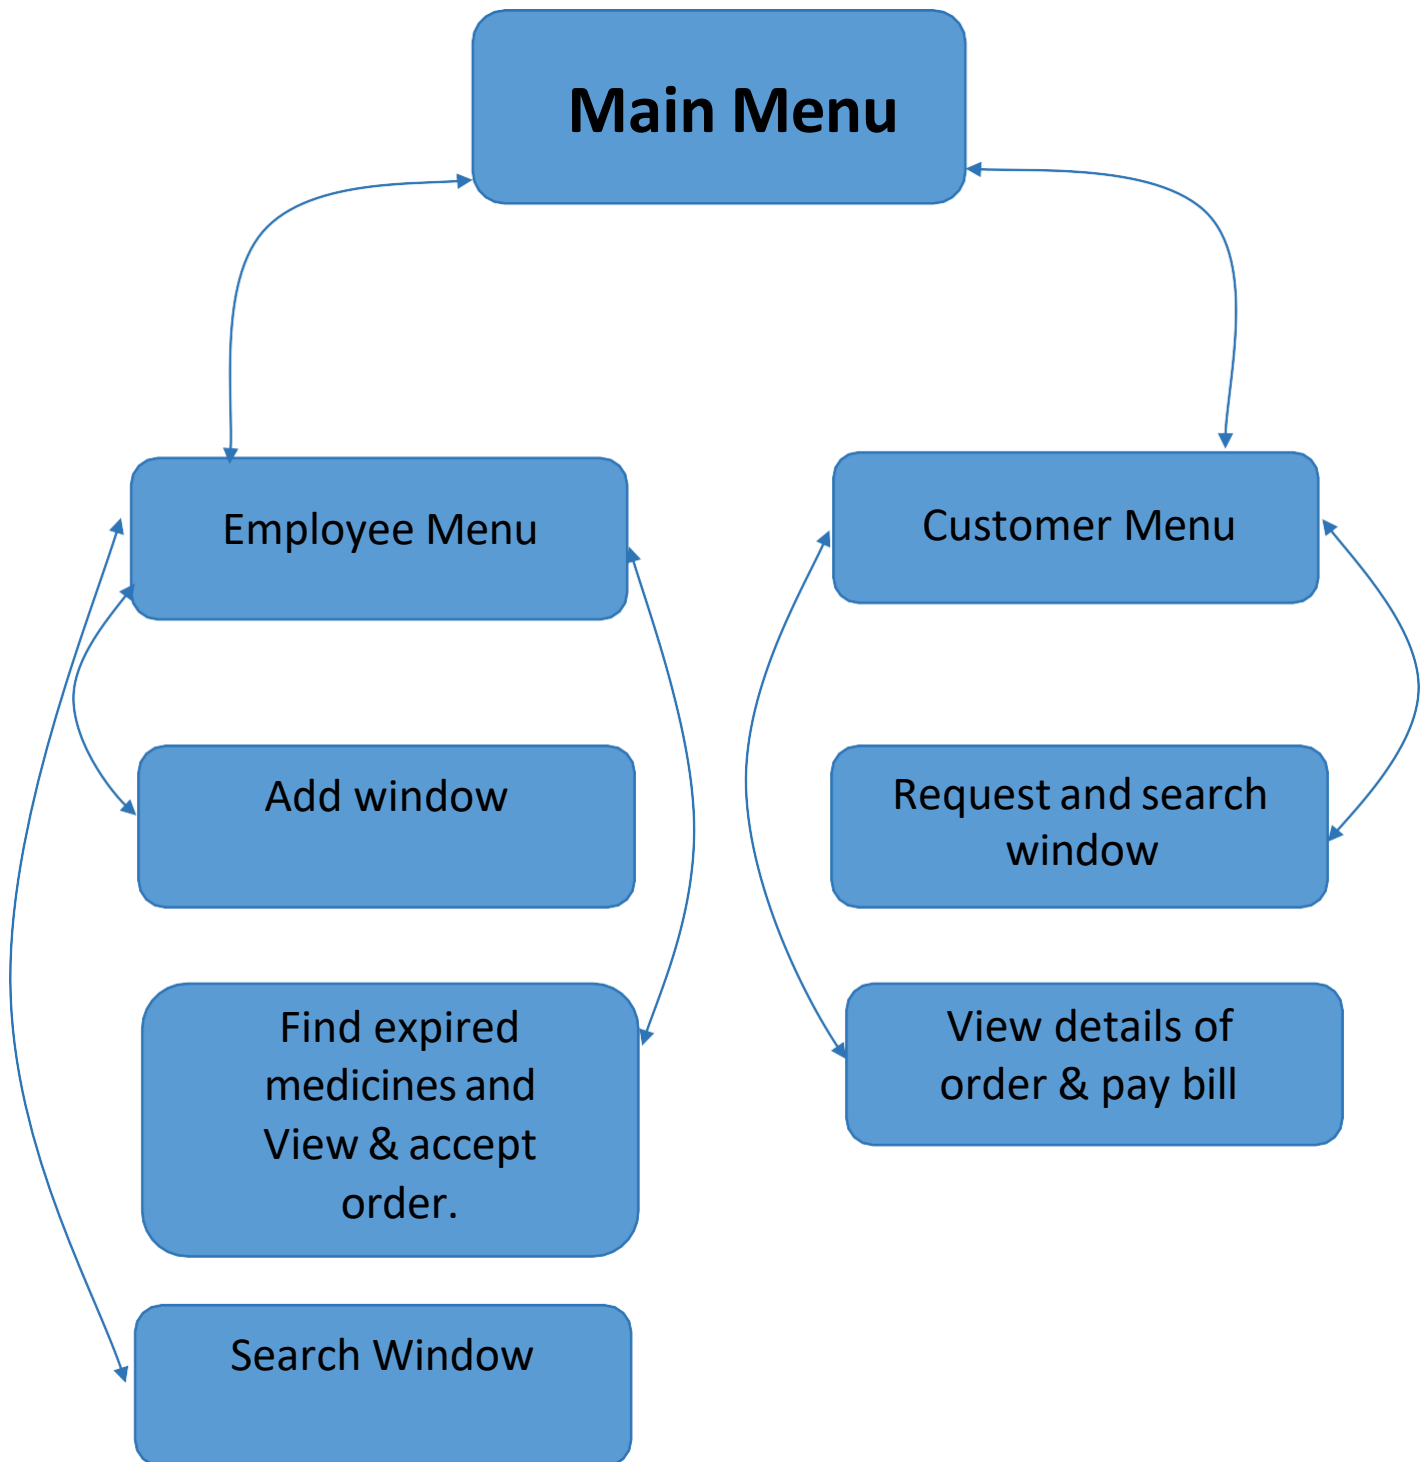 Main Menu
Employee Menu
Customer Menu
Add window
Request and search
window
Find expired
medicines and
View & accept
order.
View details of
order & pay bill
Search Window